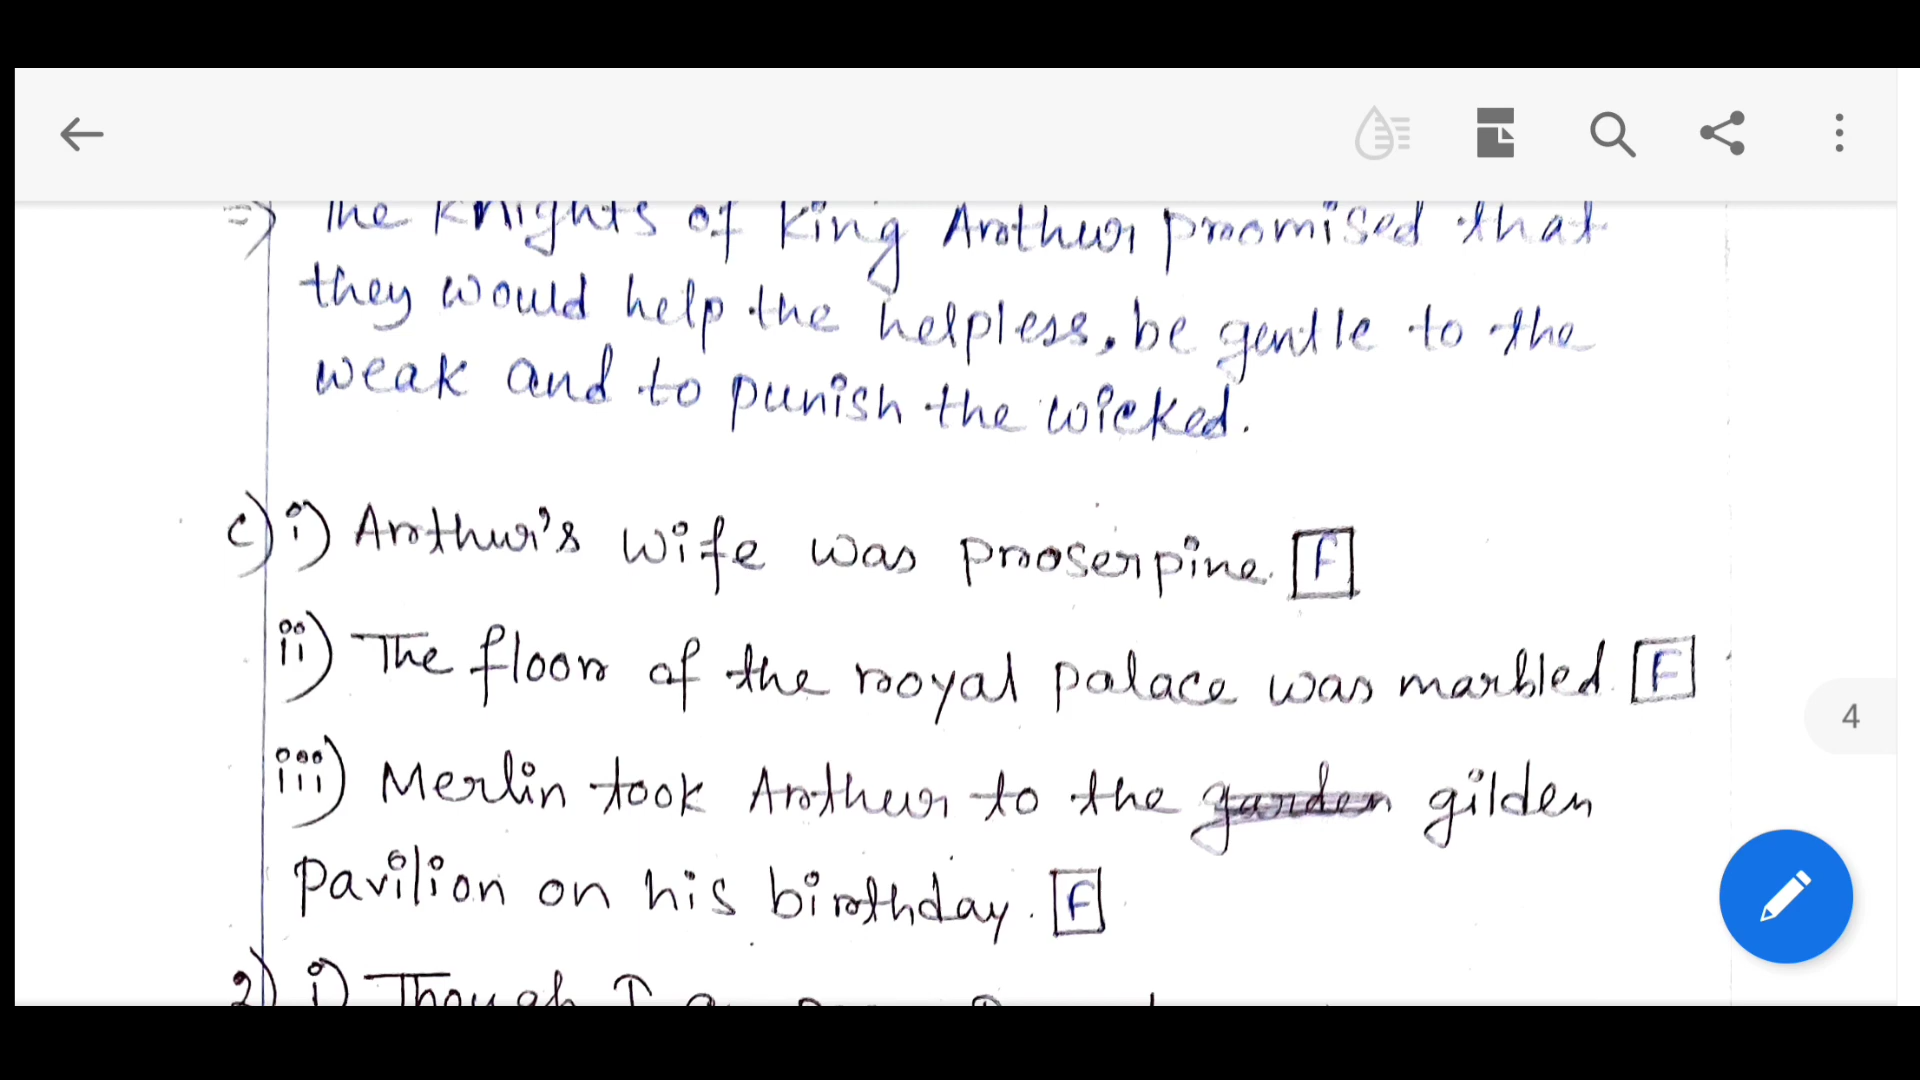 =) The Knights of King Arthur promised that
they would help the helpless, be gentle to the
weak and to punish the wicked.
c) i) Arthur's wife was proserpine. F
ii) The floor of the royal palace was marbled. F
iii) Merlin took Arthur to the garden gilden
pavilion on his birthday. F
4
2) i) Though I